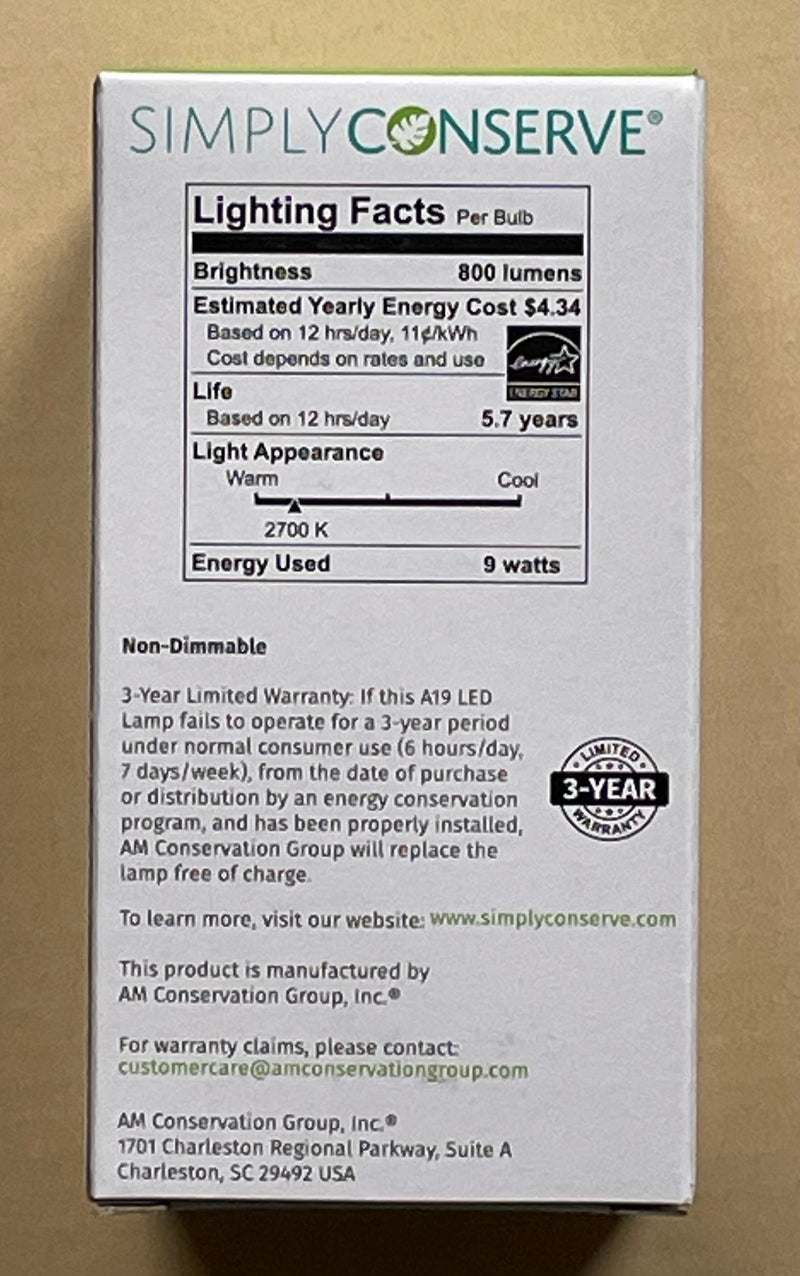 SIMPLYCONSERVE®
Lighting Facts Per Bulb
Brightness 800 lumens
Estimated Yearly Energy Cost $4.34
Based on 12 hrs/day, 11¢/kWh
Cost depends on rates and use
energy
ENERGY STAR
Life
Based on 12 hrs/day 5.7 years
Light Appearance
Warm Cool
2700 K
Energy Used 9 watts
Non-Dimmable
3-Year Limited Warranty: If this A19 LED
Lamp fails to operate for a 3-year period
under normal consumer use (6 hours/day,
7 days/week), from the date of purchase
or distribution by an energy conservation
program, and has been properly installed,
AM Conservation Group will replace the
lamp free of charge.
LIMITED
3-YEAR
WARRANTY
To learn more, visit our website: www.simplyconserve.com
This product is manufactured by
AM Conservation Group, Inc.®
For warranty claims, please contact:
customercare@amconservationgroup.com
AM Conservation Group, Inc.®
1701 Charleston Regional Parkway, Suite A
Charleston, SC 29492 USA